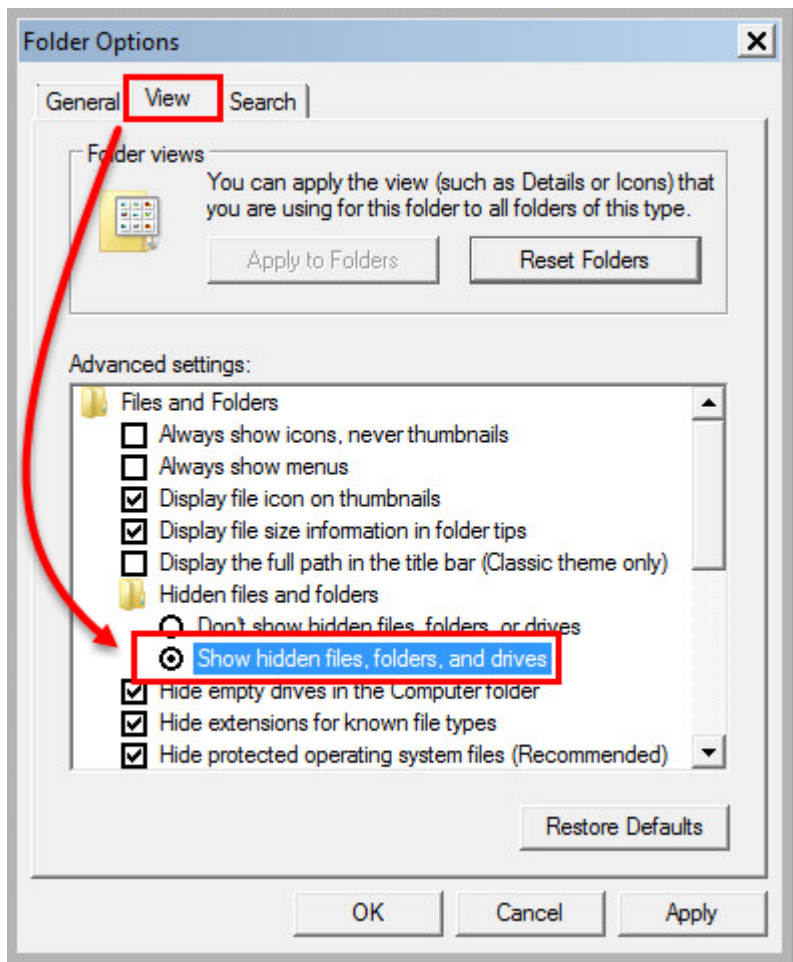 Folder Options
General View Search
Folder views
You can apply the view (such as Details or Icons) that
you are using for this folder to all folders of this type.
Apply to Folders Reset Folders
Advanced settings:
Files and Folders
Always show icons, never thumbnails
Always show menus
Display file icon on thumbnails
Display file size information in folder tips
Display the full path in the title bar (Classic theme only)
Hidden files and folders
Don't show hidden files, folders, or drives
Show hidden files, folders, and drives
Hide empty drives in the Computer folder
Hide extensions for known file types
Hide protected operating system files (Recommended)
Restore Defaults
OK Cancel Apply